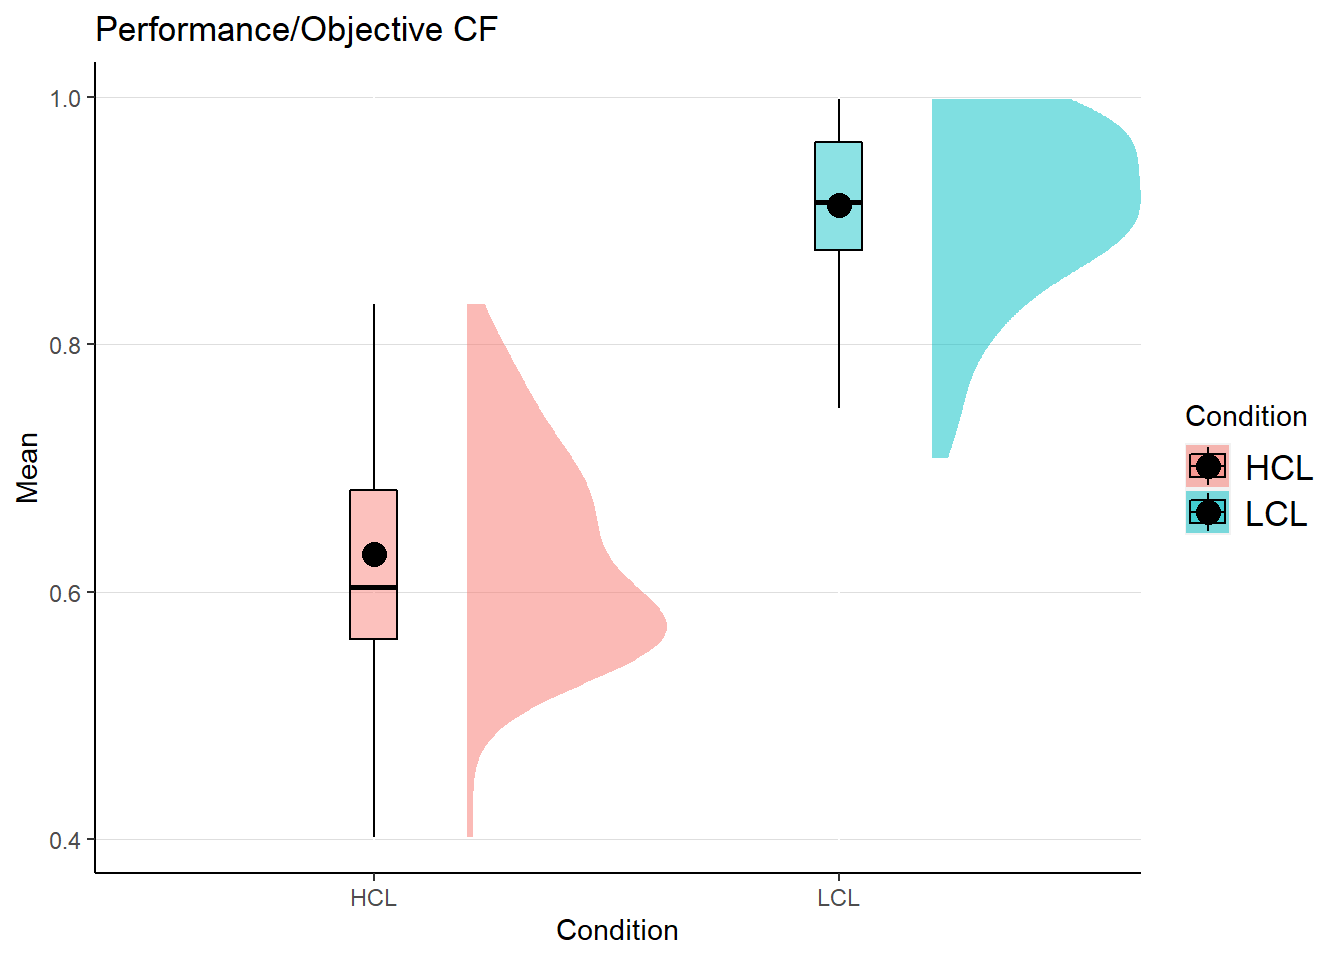 Performance/Objective CF
1.0
0.8
0.6
0.4
Mean
HCL
LCL
Condition
Condition
HCL
LCL